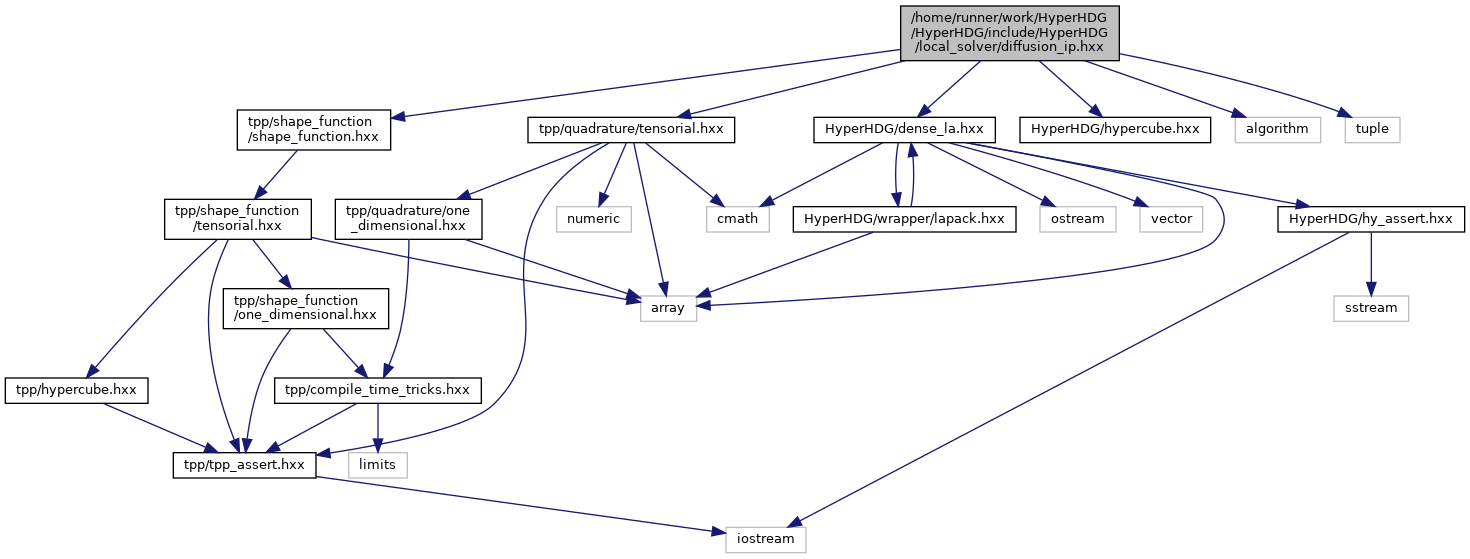 /home/runner/work/HyperHDG
/HyperHDG/include/HyperHDG
/local_solver/diffusion_ip.hxx
tpp/shape_function
/shape_function.hxx
tpp/quadrature/tensorial.hxx
HyperHDG/dense_la.hxx
HyperHDG/hypercube.hxx
algorithm
tuple
tpp/shape_function
/tensorial.hxx
tpp/quadrature/one
_dimensional.hxx
numeric
cmath
HyperHDG/wrapper/lapack.hxx
ostream
vector
HyperHDG/hy_assert.hxx
tpp/shape_function
/one_dimensional.hxx
array
sstream
tpp/hypercube.hxx
tpp/compile_time_tricks.hxx
tpp/tpp_assert.hxx
limits
iostream